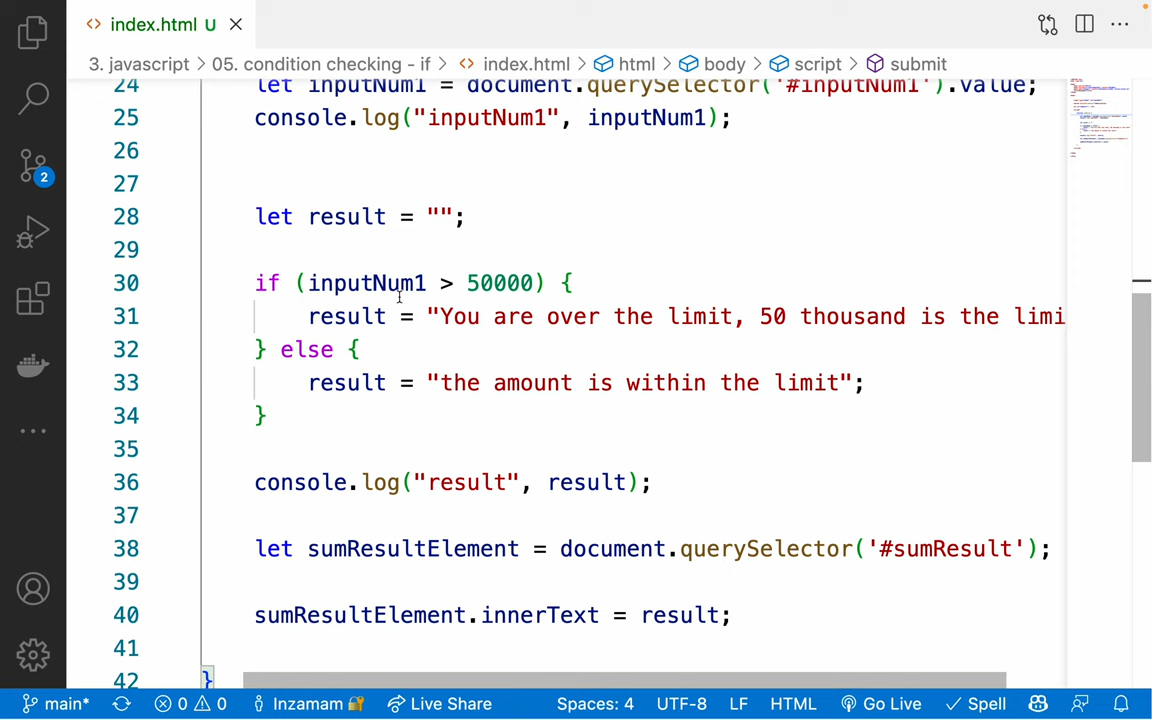 index.html U
3. javascript > 05. condition checking - if > index.html > html > body > script > submit
24 let inputNum1 = document.querySelector('#inputNum1').value;
25 console.log("inputNum1", inputNum1);
26
27
28 let result = "";
29
30 if (inputNum1 > 50000) {
31 result = "You are over the limit, 50 thousand is the limi
32 } else {
33 result = "the amount is within the limit";
34 }
35
36 console.log("result", result);
37
38 let sumResultElement = document.querySelector('#sumResult');
39
40 sumResultElement.innerText = result;
41
42 }
2
main* 0 0 Inzamam Live Share Spaces: 4 UTF-8 LF HTML Go Live Spell